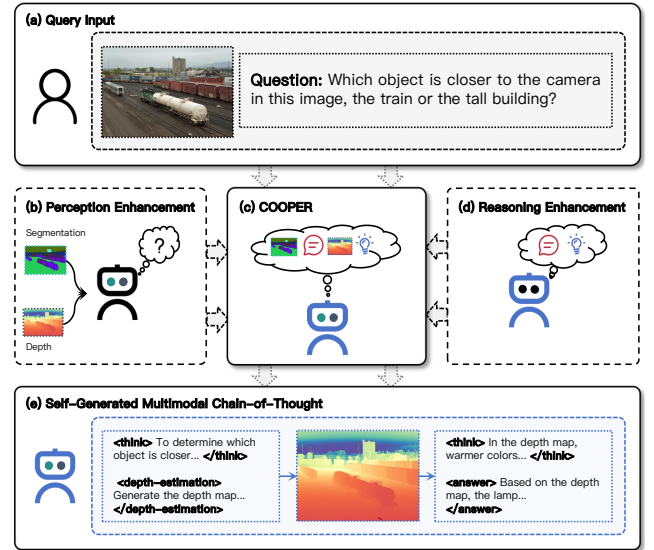 (a) Query Input
Question: Which object is closer to the camera
in this image, the train or the tall building?
(b) Perception Enhancement
Segmentation
?
Depth
(c) COOPER
(d) Reasoning Enhancement
(e) Self-Generated Multimodal Chain-of-Thought
<think> To determine which
object is closer... </think>
<depth-estimation>
Generate the depth map...
</depth-estimation>
<think> In the depth map,
warmer colors... </think>
<answer> Based on the depth
map, the lamp...
</answer>